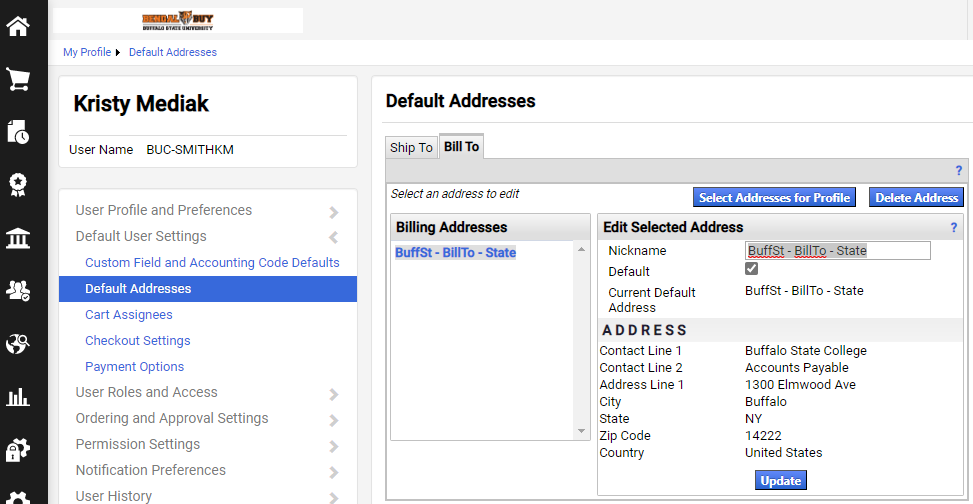 BENGAL BUY
BUFFALO STATE UNIVERSITY
My Profile Default Addresses
Kristy Mediak
User Name BUC-SMITHKM
User Profile and Preferences
Default User Settings
Custom Field and Accounting Code Defaults
Default Addresses
Cart Assignees
Checkout Settings
Payment Options
User Roles and Access
Ordering and Approval Settings
Permission Settings
Notification Preferences
User History
Default Addresses
Ship To Bill To
?
Select an address to edit
Select Addresses for Profile Delete Address
Billing Addresses
BuffSt - BillTo - State
Edit Selected Address ?
Nickname BuffSt - BillTo - State
Default
Current Default Address BuffSt - BillTo - State
ADDRESS
Contact Line 1 Buffalo State College
Contact Line 2 Accounts Payable
Address Line 1 1300 Elmwood Ave
City Buffalo
State NY
Zip Code 14222
Country United States
Update